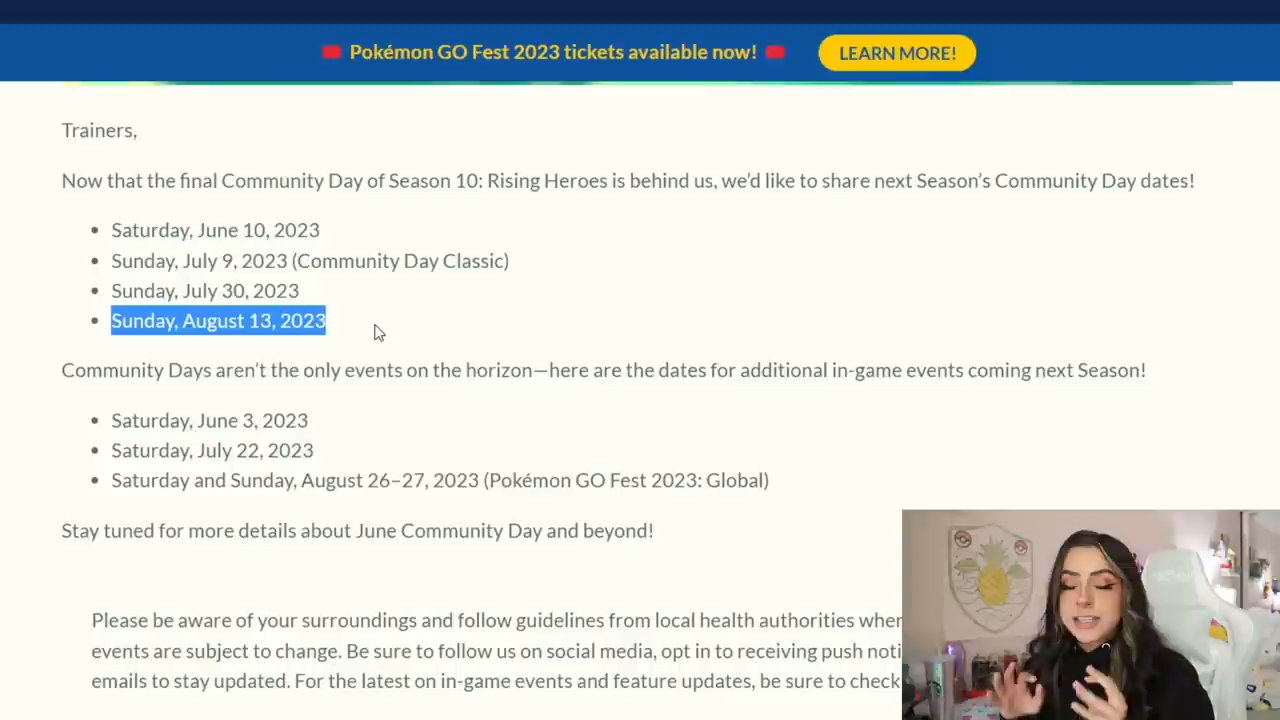 Pokémon GO Fest 2023 tickets available now!
LEARN MORE!
Trainers,
Now that the final Community Day of Season 10: Rising Heroes is behind us, we'd like to share next Season's Community Day dates!
• Saturday, June 10, 2023
• Sunday, July 9, 2023 (Community Day Classic)
• Sunday, July 30, 2023
• Sunday, August 13, 2023
Community Days aren't the only events on the horizon—here are the dates for additional in-game events coming next Season!
• Saturday, June 3, 2023
• Saturday, July 22, 2023
• Saturday and Sunday, August 26–27, 2023 (Pokémon GO Fest 2023: Global)
Stay tuned for more details about June Community Day and beyond!
Please be aware of your surroundings and follow guidelines from local health authorities
events are subject to change. Be sure to follow us on social media, opt in to receiving push
emails to stay updated. For the latest on in-game events and feature updates, be sure to check